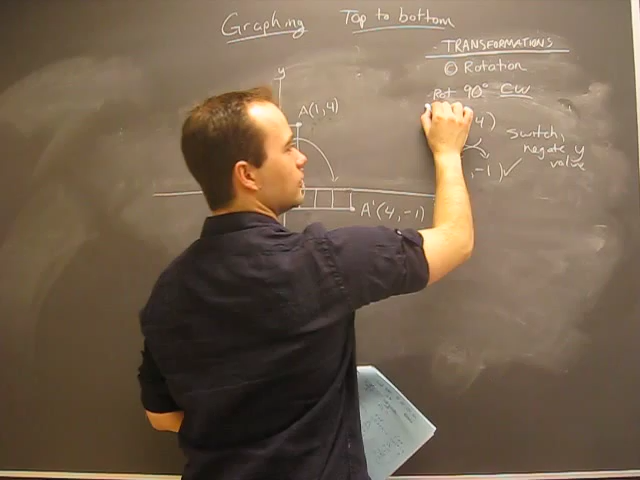 Graphing Top to bottom
TRANSFORMATIONS
© Rotation
Rot 90° CW
y
A(1,4)
4)
switch,
negate y
value
,-1)✓
A'(4,-1)